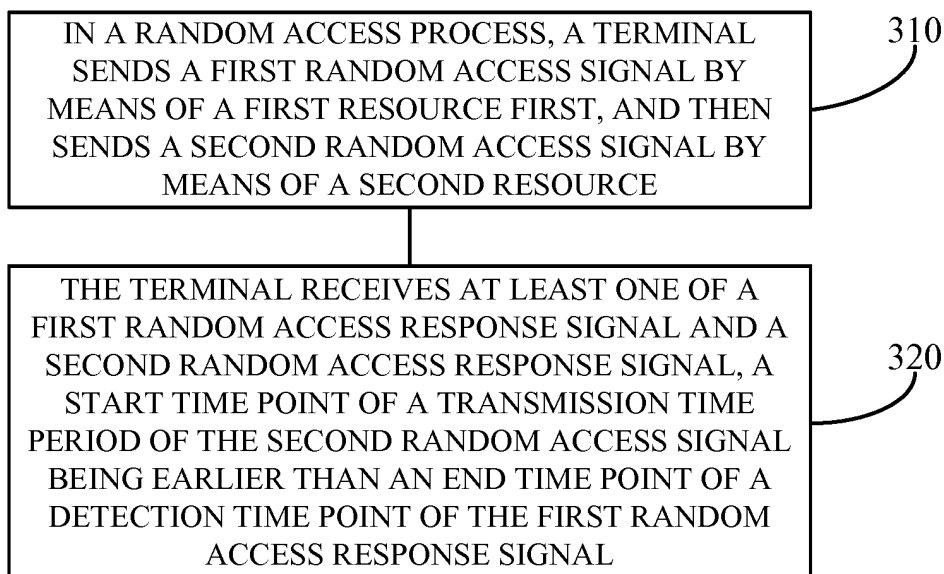 IN A RANDOM ACCESS PROCESS, A TERMINAL
SENDS A FIRST RANDOM ACCESS SIGNAL BY
MEANS OF A FIRST RESOURCE FIRST, AND THEN
SENDS A SECOND RANDOM ACCESS SIGNAL BY
MEANS OF A SECOND RESOURCE
310
THE TERMINAL RECEIVES AT LEAST ONE OF A
FIRST RANDOM ACCESS RESPONSE SIGNAL AND A
SECOND RANDOM ACCESS RESPONSE SIGNAL, A
START TIME POINT OF A TRANSMISSION TIME
PERIOD OF THE SECOND RANDOM ACCESS SIGNAL
BEING EARLIER THAN AN END TIME POINT OF A
DETECTION TIME POINT OF THE FIRST RANDOM
ACCESS RESPONSE SIGNAL
320